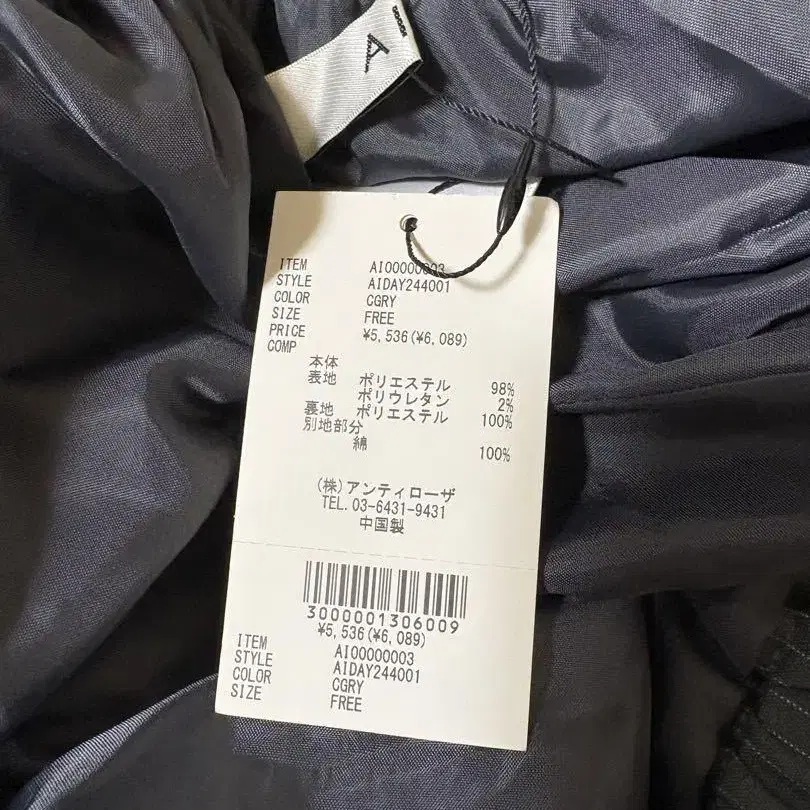 A
ITEM AI00000003
STYLE AIDAY244001
COLOR CGRY
SIZE FREE
PRICE ¥5,536(¥6,089)
COMP
本体
表地 ポリエステル 98%
ポリウレタン 2%
裏地 ポリエステル 100%
別地部分
綿 100%
(株)アンティローザ
TEL.03-6431-9431
中国製
3000001306009
¥5,536(¥6,089)
ITEM AI00000003
STYLE AIDAY244001
COLOR CGRY
SIZE FREE